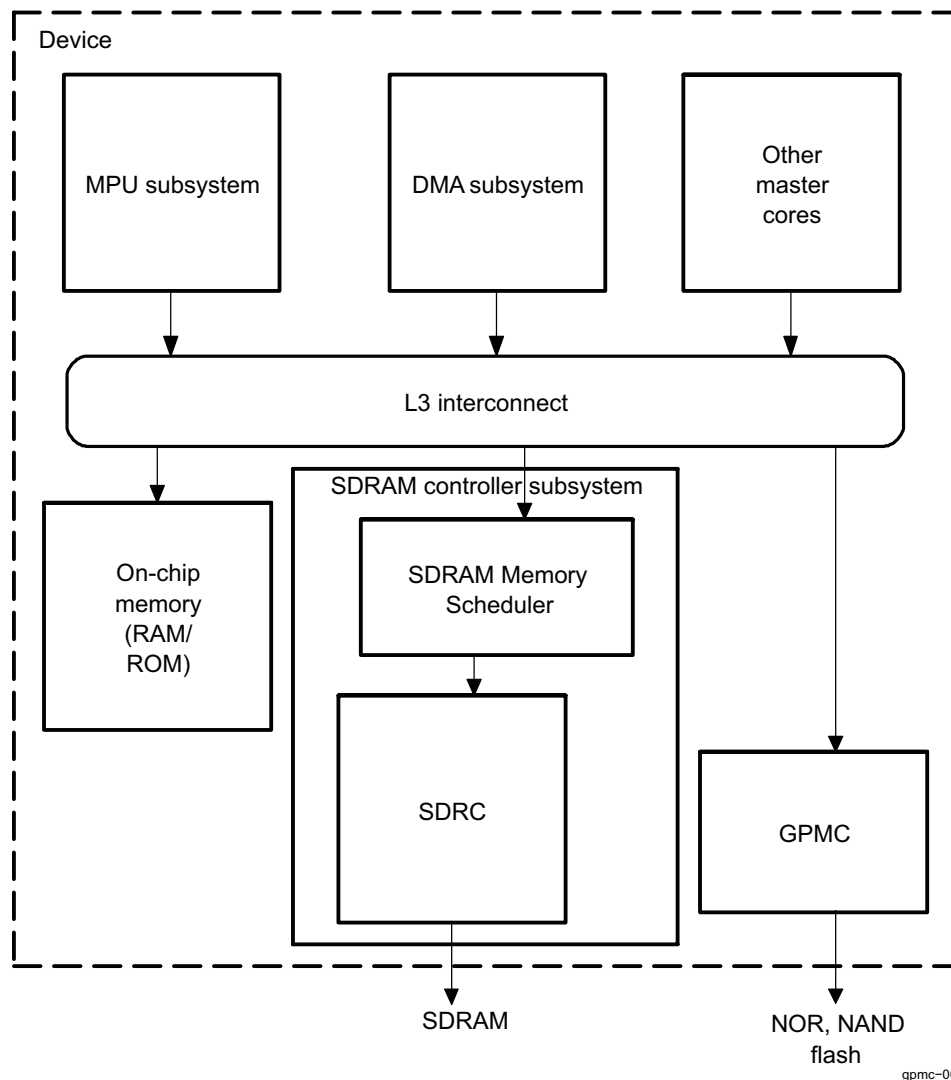 Device
MPU subsystem
DMA subsystem
Other
master
cores
L3 interconnect
On-chip
memory
(RAM/
ROM)
SDRAM controller subsystem
SDRAM Memory
Scheduler
SDRC
GPMC
SDRAM
NOR, NAND
flash